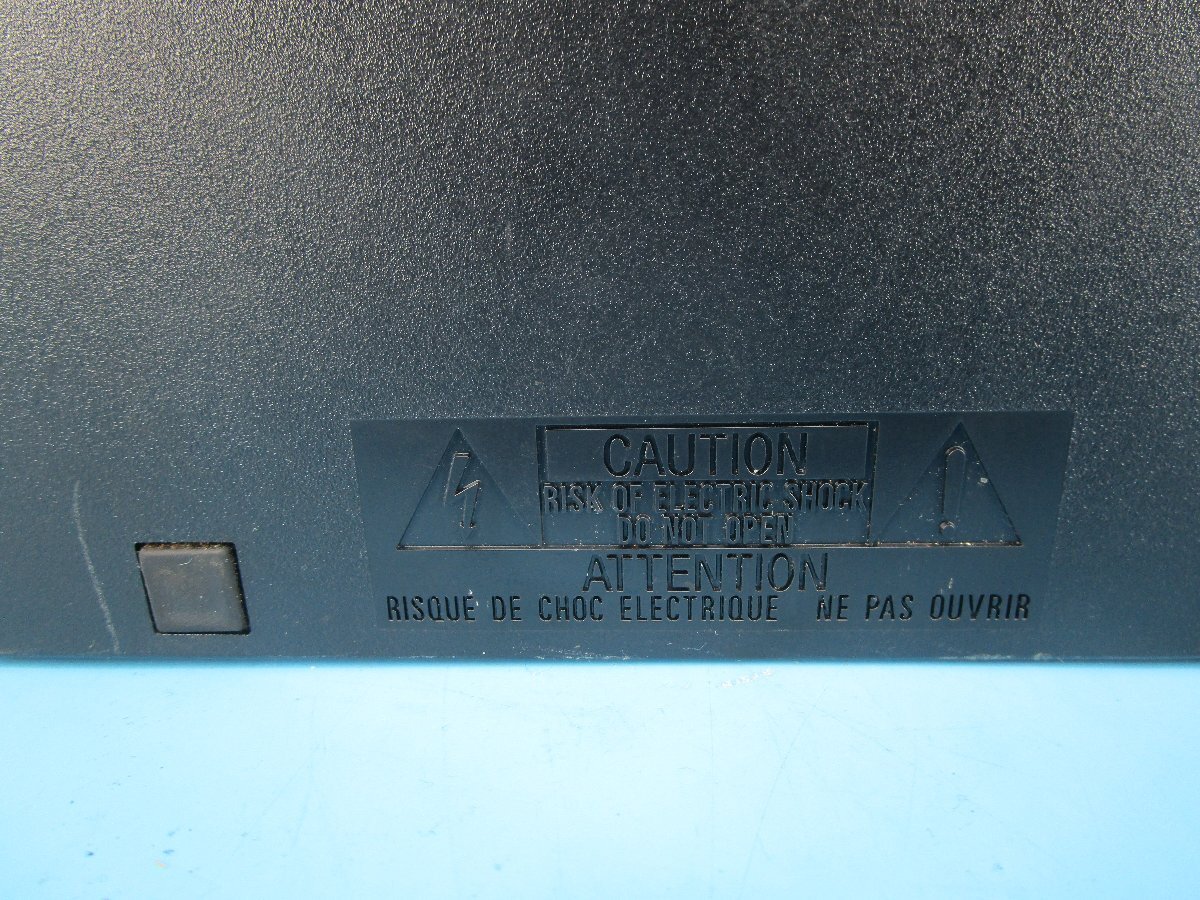 CAUTION
RISK OF ELECTRIC SHOCK
DO NOT OPEN
ATTENTION
RISQUE DE CHOC ELECTRIQUE NE PAS OUVRIR